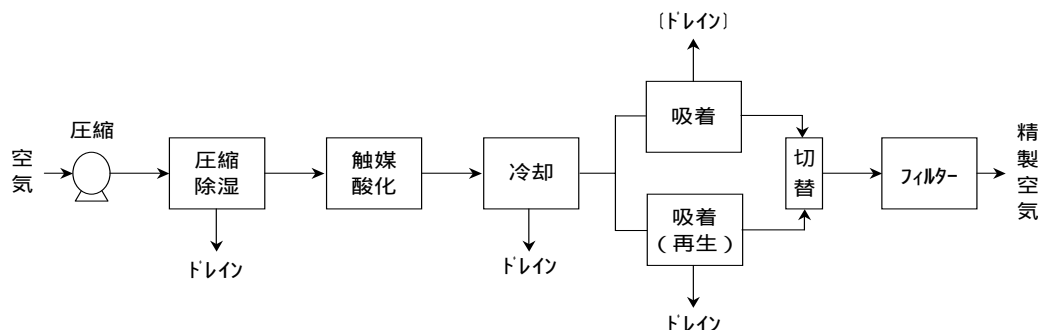 〔ドレイン〕
圧縮
空気
圧縮
除湿
ドレイン
触媒
酸化
冷却
ドレイン
吸着
吸着
(再生)
ドレイン
切替
フィルター
精製空気